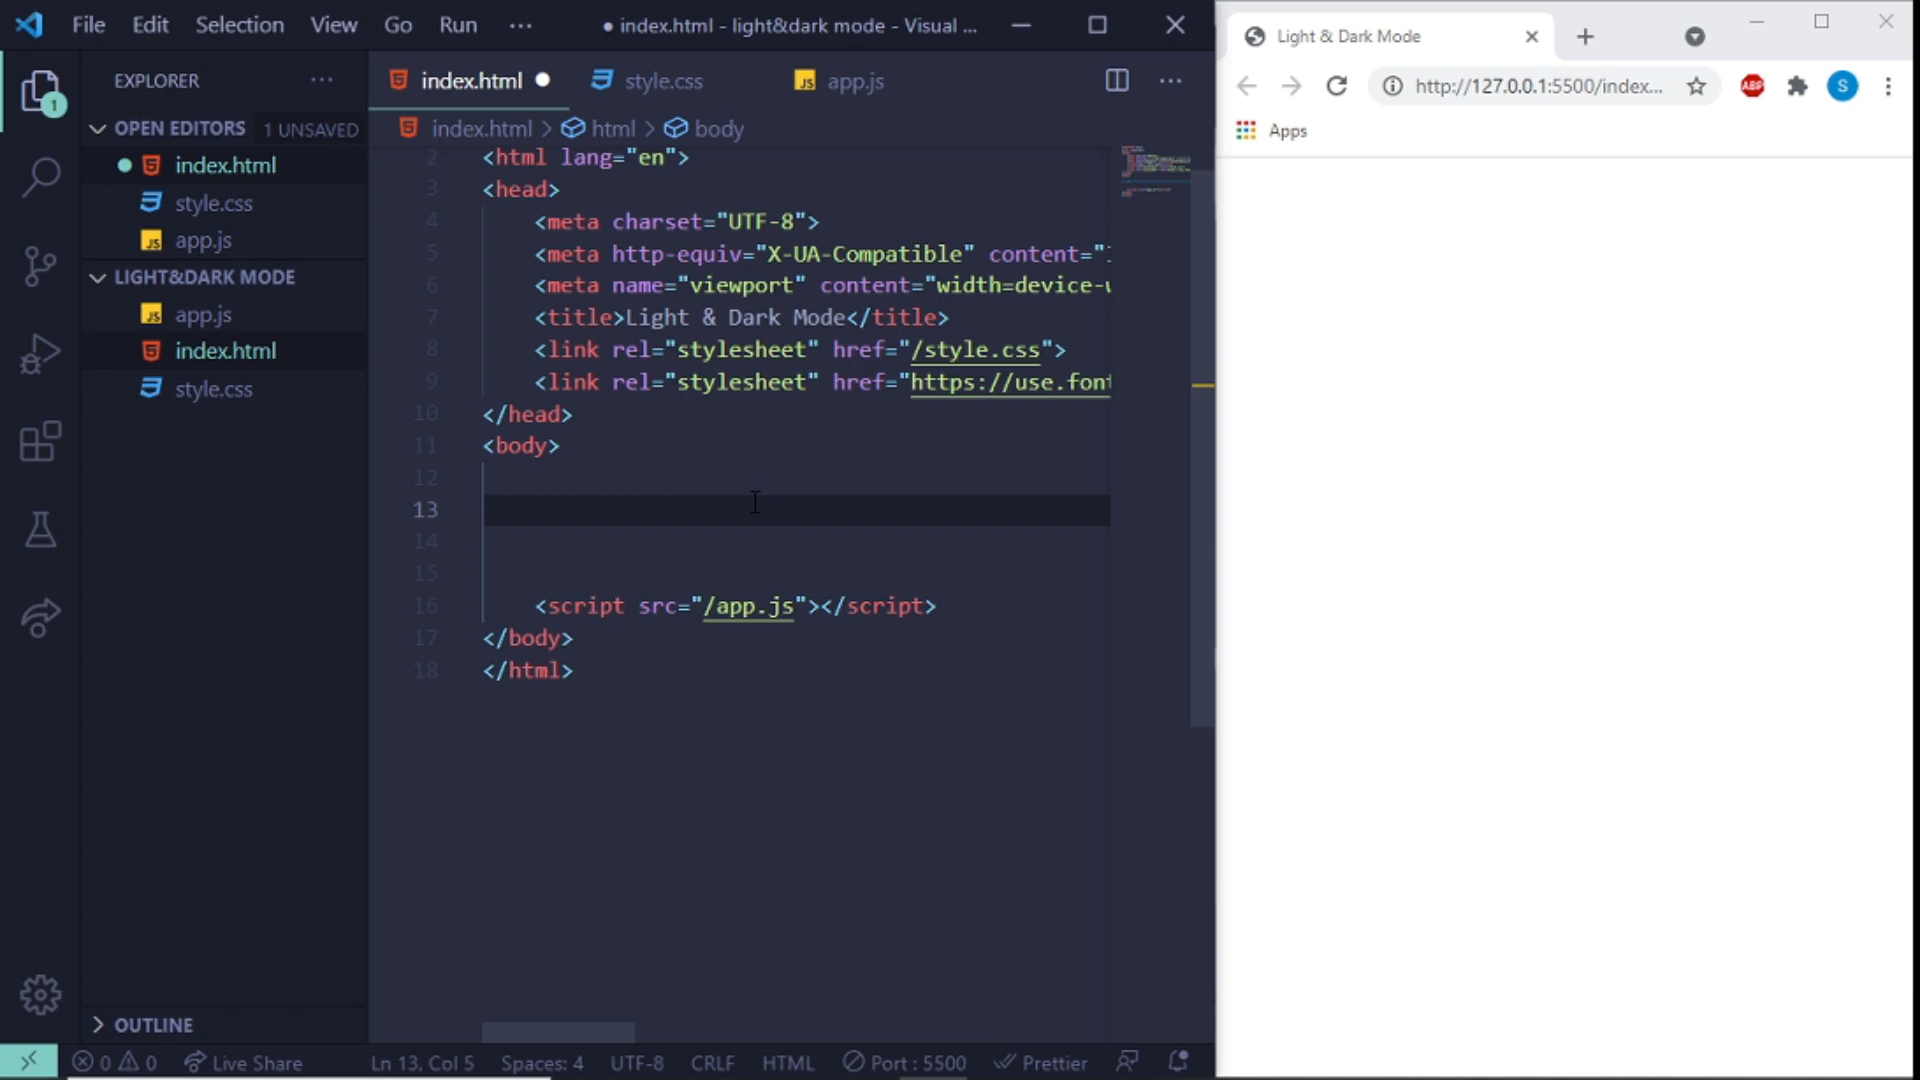 File Edit Selection View Go Run ···
● index.html - light&dark mode - Visual ...
EXPLORER ···
OPEN EDITORS 1 UNSAVED
index.html
style.css
app.js
LIGHT&DARK MODE
app.js
index.html
style.css
OUTLINE
1
index.html ● style.css app.js ···
index.html > html > body
2 <html lang="en">
3 <head>
4 <meta charset="UTF-8">
5 <meta http-equiv="X-UA-Compatible" content="
6 <meta name="viewport" content="width=device-
7 <title>Light & Dark Mode</title>
8 <link rel="stylesheet" href="/style.css">
9 <link rel="stylesheet" href="https://use.font
10 </head>
11 <body>
12
13
14
15
16 <script src="/app.js"></script>
17 </body>
18 </html>
0 0 Live Share Ln 13, Col 5 Spaces: 4 UTF-8 CRLF HTML Port : 5500 Prettier
Light & Dark Mode
http://127.0.0.1:5500/index... ABP S
Apps